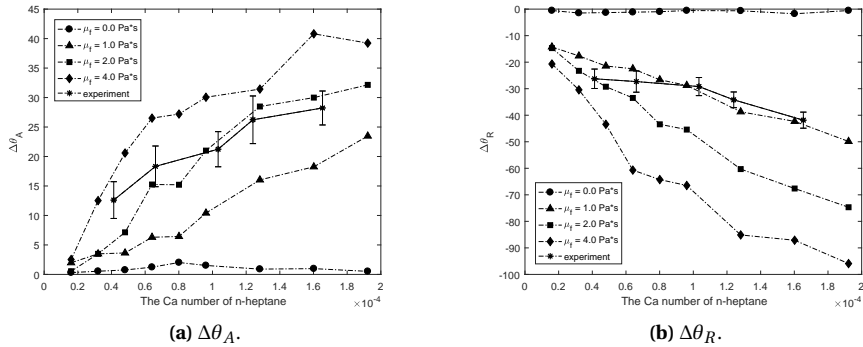 45
40
35
30
25
20
15
10
5
0
Δθ_A
μ_f = 0.0 Pa*s
μ_f = 1.0 Pa*s
μ_f = 2.0 Pa*s
μ_f = 4.0 Pa*s
experiment
0 0.2 0.4 0.6 0.8 1 1.2 1.4 1.6 1.8 2
The Ca number of n-heptane
×10⁻⁴
(a) Δθ_A.
0
-10
-20
-30
-40
-50
-60
-70
-80
-90
-100
Δθ_R
μ_f = 0.0 Pa*s
μ_f = 1.0 Pa*s
μ_f = 2.0 Pa*s
μ_f = 4.0 Pa*s
experiment
0 0.2 0.4 0.6 0.8 1 1.2 1.4 1.6 1.8 2
The Ca number of n-heptane
×10⁻⁴
(b) Δθ_R.